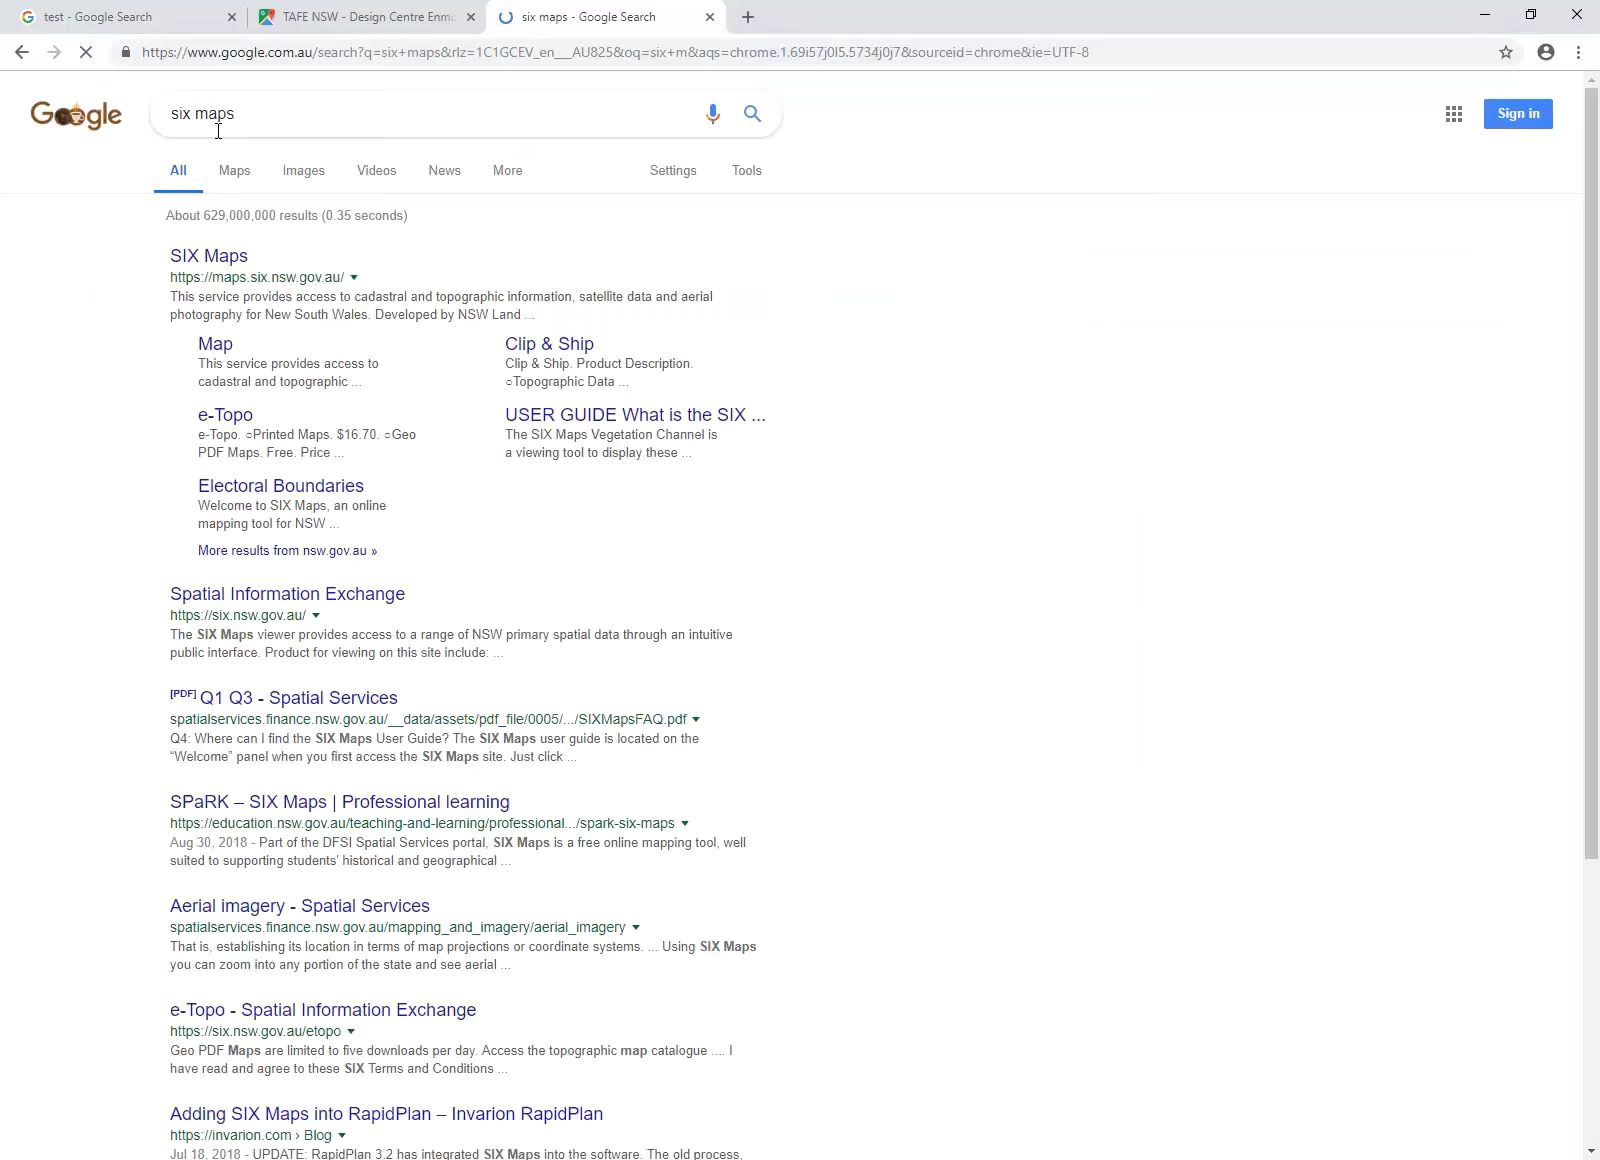 test - Google Search
TAFE NSW - Design Centre Enmo
six maps - Google Search
https://www.google.com.au/search?q=six+maps&rlz=1C1GCEV_en___AU825&oq=six+m&aqs=chrome.1.69i57j0l5.5734j0j7&sourceid=chrome&ie=UTF-8
Google
six maps
Sign in
All Maps Images Videos News More Settings Tools
About 629,000,000 results (0.35 seconds)
SIX Maps
https://maps.six.nsw.gov.au/
This service provides access to cadastral and topographic information, satellite data and aerial
photography for New South Wales. Developed by NSW Land ...
Map
This service provides access to
cadastral and topographic ...
Clip & Ship
Clip & Ship. Product Description.
○Topographic Data ...
e-Topo
e-Topo. ○Printed Maps. $16.70. ○Geo
PDF Maps. Free. Price ...
USER GUIDE What is the SIX ...
The SIX Maps Vegetation Channel is
a viewing tool to display these ...
Electoral Boundaries
Welcome to SIX Maps, an online
mapping tool for NSW ...
More results from nsw.gov.au »
Spatial Information Exchange
https://six.nsw.gov.au/
The SIX Maps viewer provides access to a range of NSW primary spatial data through an intuitive
public interface. Product for viewing on this site include: ...
[PDF] Q1 Q3 - Spatial Services
spatialservices.finance.nsw.gov.au/__data/assets/pdf_file/0005/.../SIXMapsFAQ.pdf
Q4: Where can I find the SIX Maps User Guide? The SIX Maps user guide is located on the
“Welcome” panel when you first access the SIX Maps site. Just click ...
SPaRK – SIX Maps | Professional learning
https://education.nsw.gov.au/teaching-and-learning/professional.../spark-six-maps
Aug 30, 2018 - Part of the DFSI Spatial Services portal, SIX Maps is a free online mapping tool, well
suited to supporting students' historical and geographical ...
Aerial imagery - Spatial Services
spatialservices.finance.nsw.gov.au/mapping_and_imagery/aerial_imagery
That is, establishing its location in terms of map projections or coordinate systems. ... Using SIX Maps
you can zoom into any portion of the state and see aerial ...
e-Topo - Spatial Information Exchange
https://six.nsw.gov.au/etopo
Geo PDF Maps are limited to five downloads per day. Access the topographic map catalogue .... I
have read and agree to these SIX Terms and Conditions ...
Adding SIX Maps into RapidPlan – Invarion RapidPlan
https://invarion.com › Blog
Jul 18, 2018 - UPDATE: RapidPlan 3.2 has integrated SIX Maps into the software. The old process,